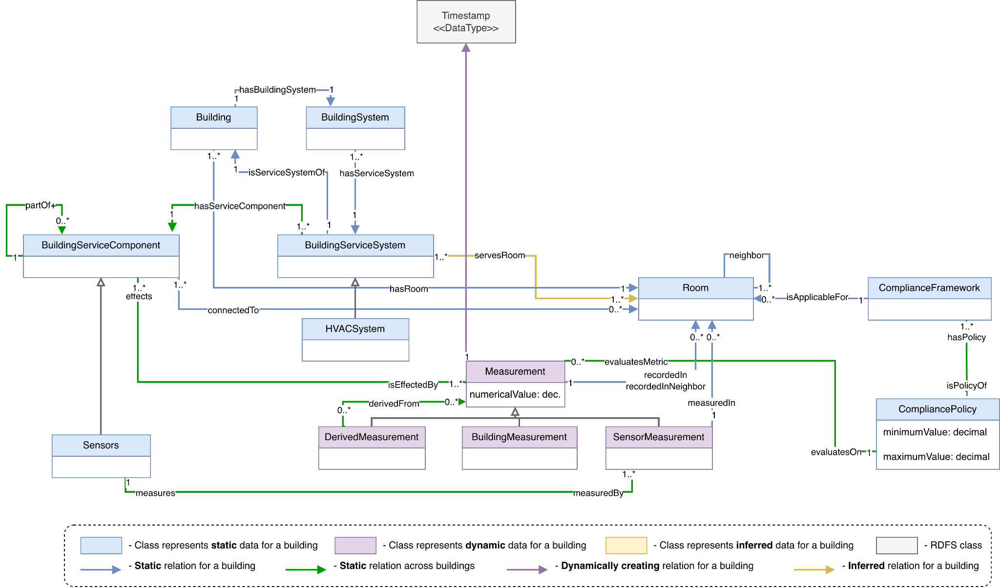 Timestamp
<<DataType>>
hasBuildingSystem
1
1
Building
BuildingSystem
1..*
1
isServiceSystemOf
1..*
hasServiceSystem
partOf+
0..*
hasServiceComponent
1
1..*
1
1
BuildingServiceComponent
1
BuildingServiceSystem
1..*
servesRoom
neighbor
1..*
effects
1..*
hasRoom
1
1..*
connectedTo
0..*
Room
1..*
0..*
isApplicableFor
1
ComplianceFramework
HVACSystem
0..*
0..*
1..*
hasPolicy
1
Measurement
numericalValue: dec.
0..*
evaluatesMetric
1
recordedIn
recordedInNeighbor
isEffectedBy
1..*
isPolicyOf
1
derivedFrom
0..*
0..*
measuredIn
1
CompliancePolicy
minimumValue: decimal
maximumValue: decimal
evaluatesOn
1
DerivedMeasurement
BuildingMeasurement
SensorMeasurement
Sensors
1
measures
measuredBy
1..*
- Class represents static data for a building
- Class represents dynamic data for a building
- Class represents inferred data for a building
- RDFS class
- Static relation for a building
- Static relation across buildings
- Dynamically creating relation for a building
- Inferred relation for a building